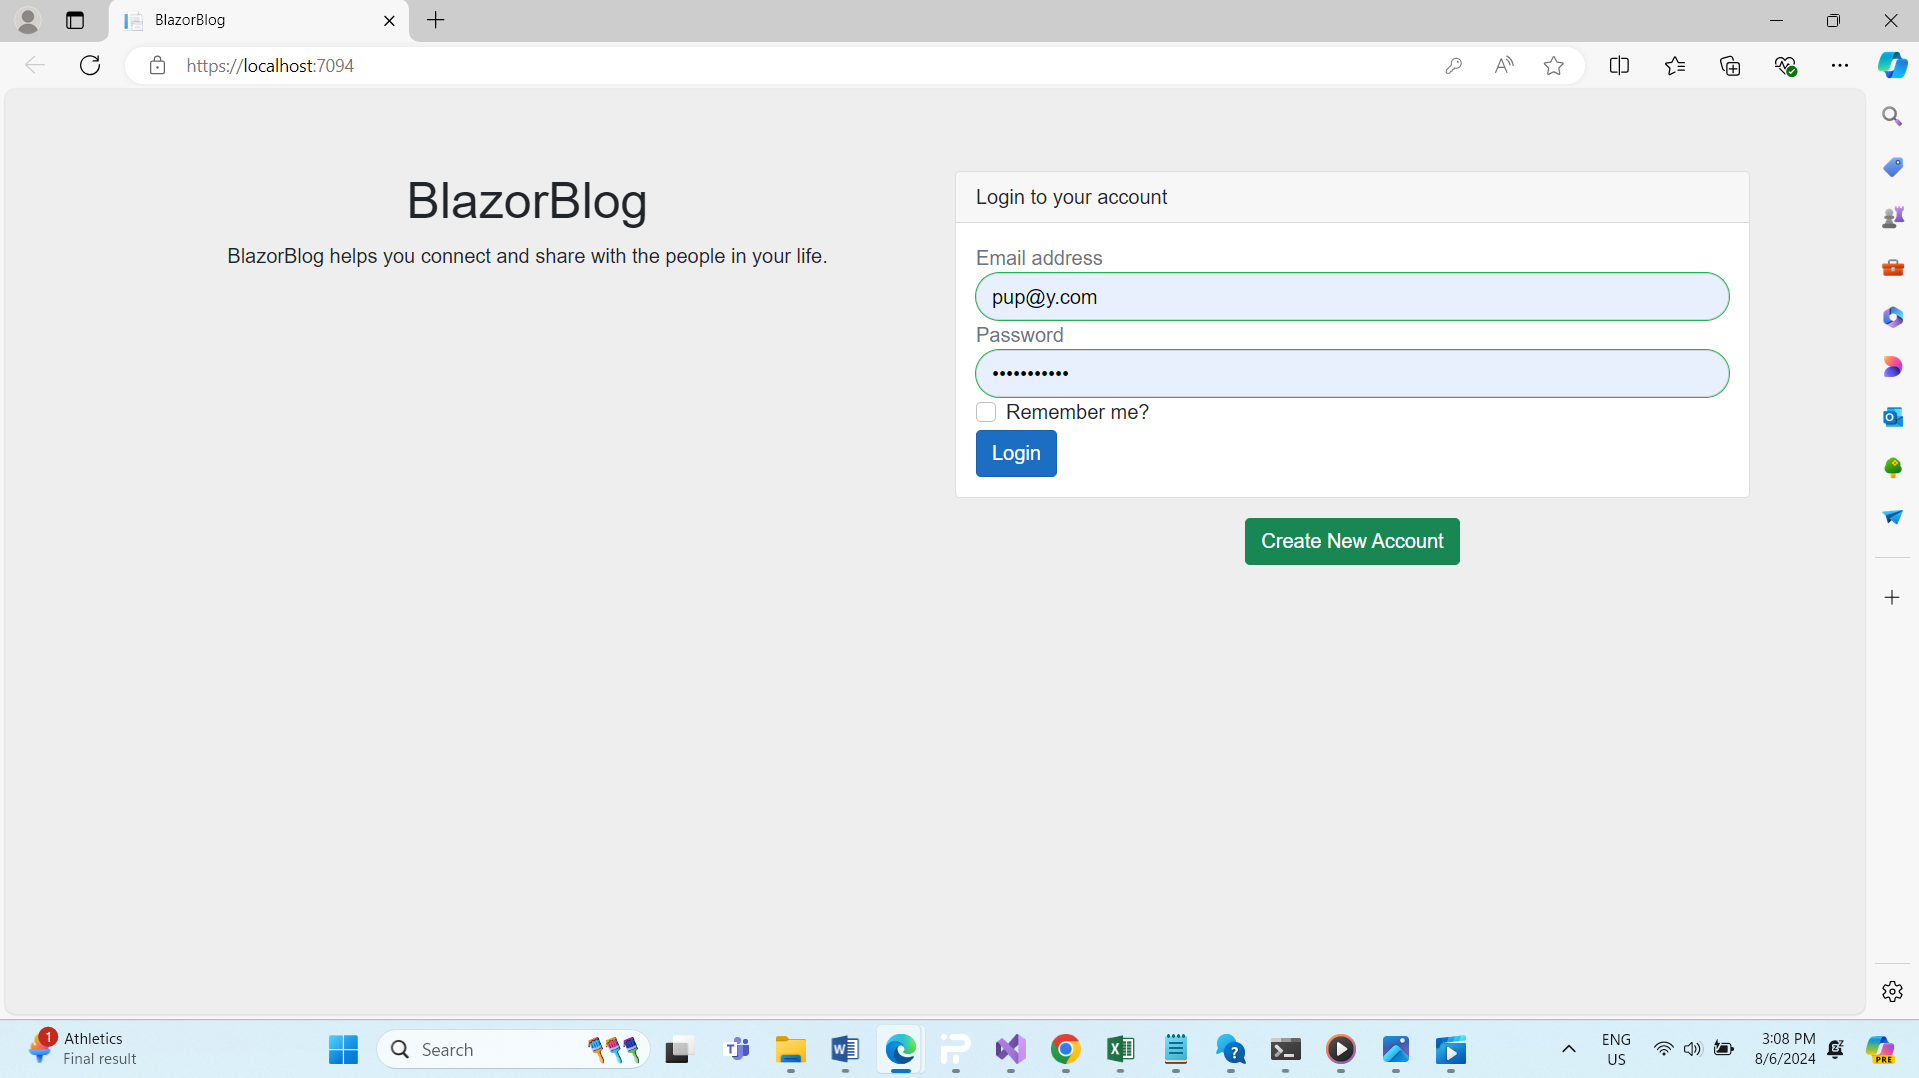 BlazorBlog
https://localhost:7094
BlazorBlog
BlazorBlog helps you connect and share with the people in your life.
Login to your account
Email address
pup@y.com
Password
•••••••••••
Remember me?
Login
Create New Account
1
Athletics
Final result
Search
ENG
US
3:08 PM
8/6/2024
PRE